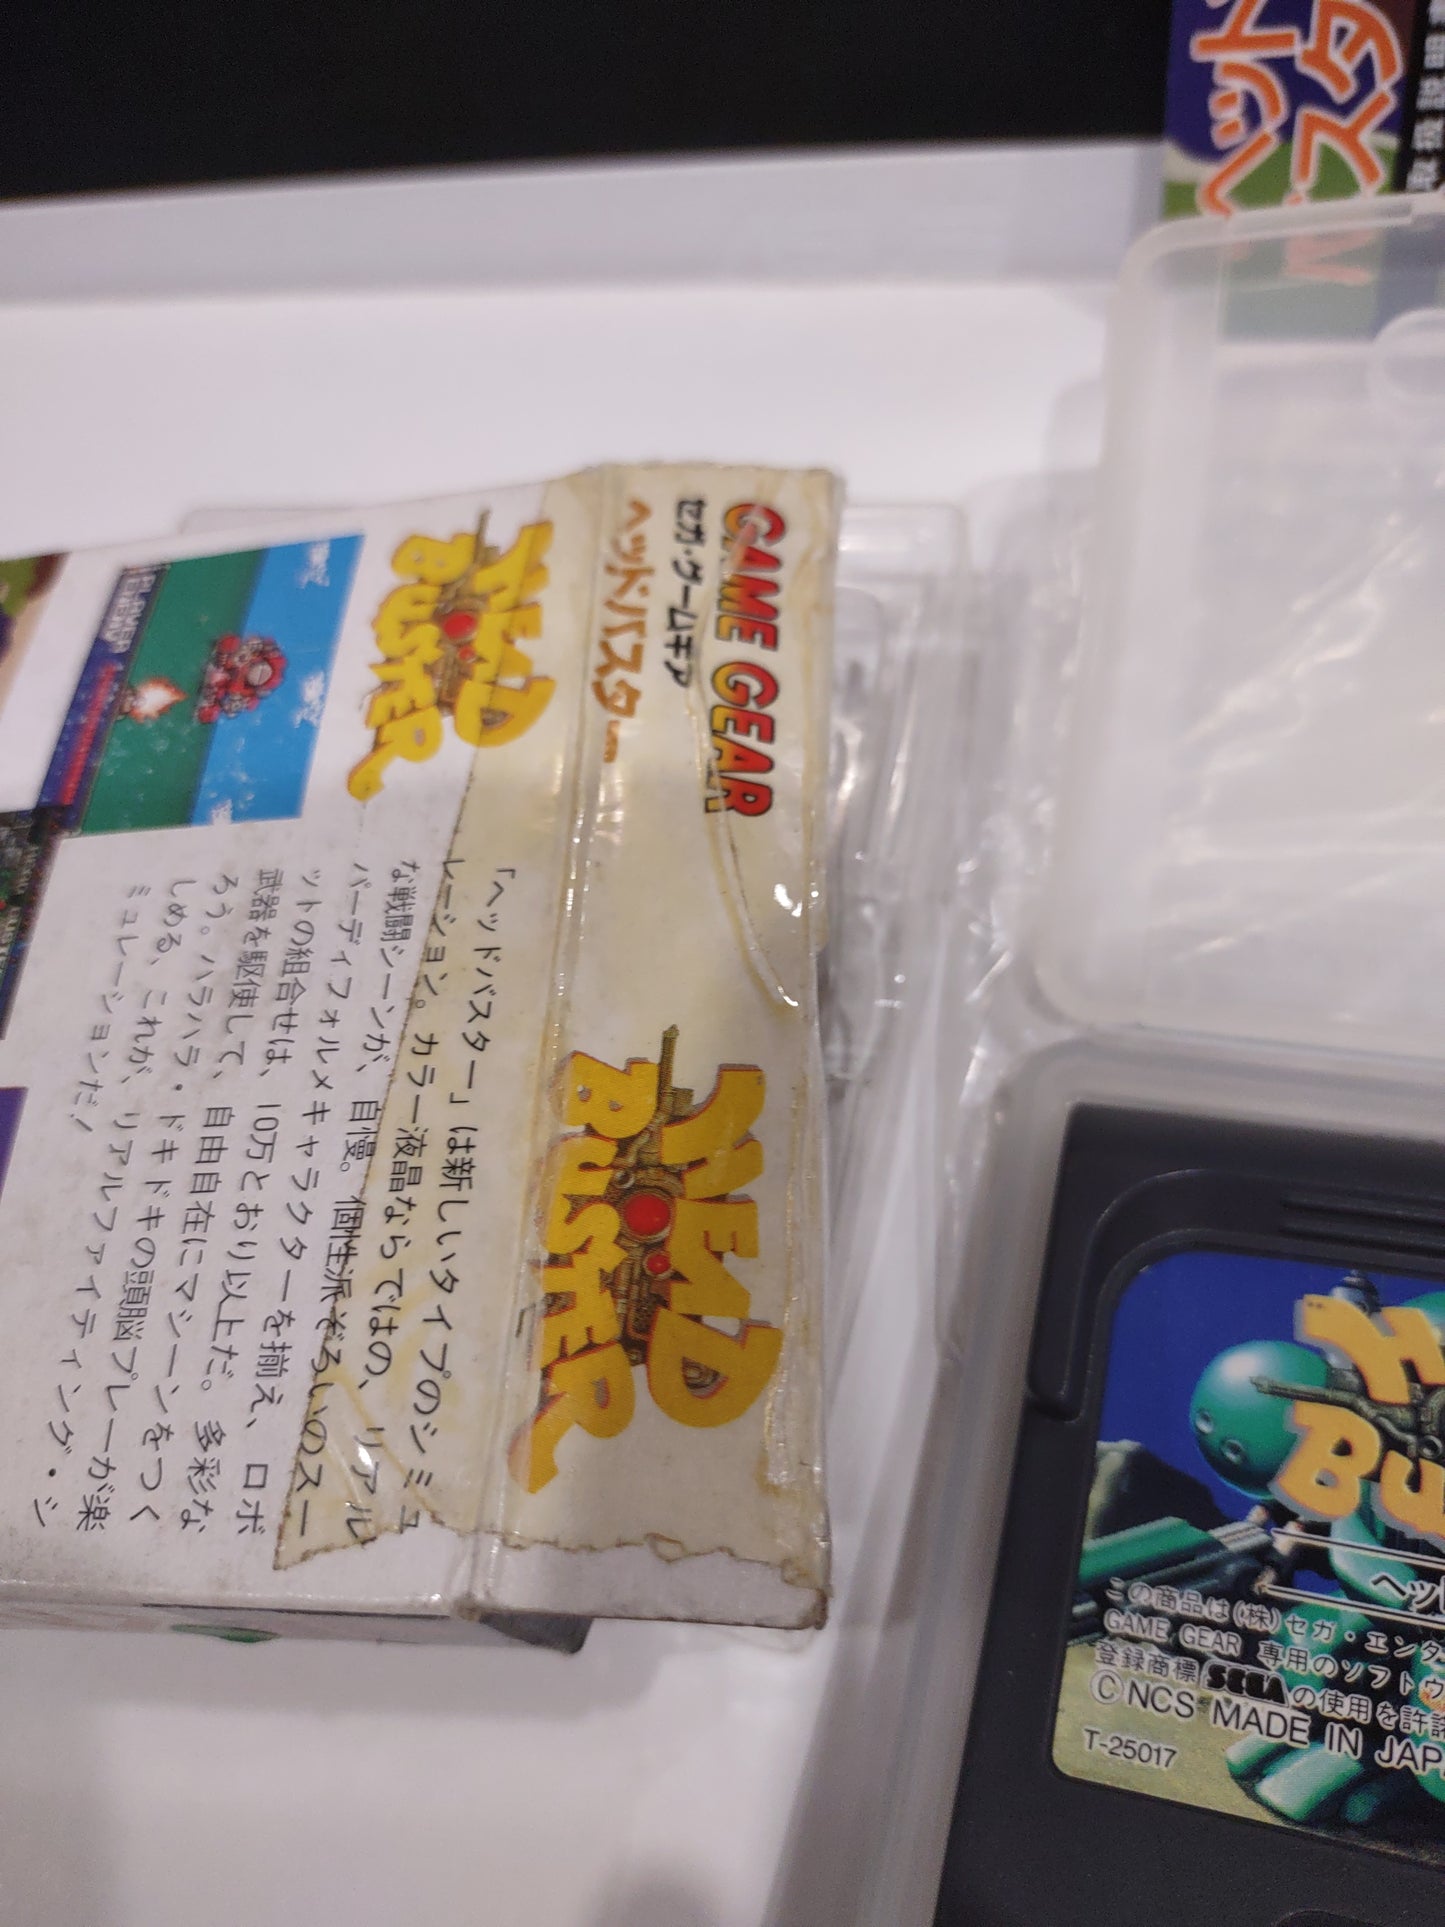 GAME GEAR
セガ・ゲームギア
ヘッドバスター
HEAD
BUSTER
HEAD
BUSTER
「ヘッドバスター」は新しいタイプのシミュ
レーション。カラー液晶ならではの、リアル
な戦闘シーンが、自慢。個性派ぞろいのスー
パーディフォルメキャラクターを揃え、ロボ
ットの組合せは、10万とおり以上だ。多彩な
武器を駆使して、自由自在にマシーンをつく
ろう。ハラハラ・ドキドキの頭脳プレーが楽
しめる、これが、リアルファイティング・シ
ミュレーションだ!
ヘッド
スタ
取扱説明
この商品は(株)セガ・エンタ
GAME GEAR 専用のソフトウ
登録商標 SEGA の使用を許諾
©NCS MADE IN JAPA
T-25017